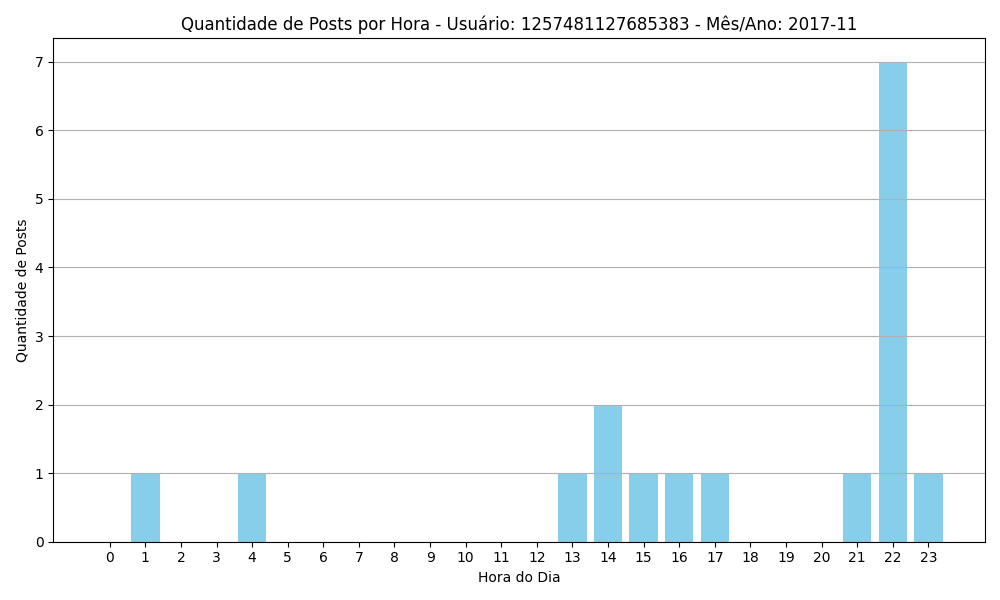 Quantidade de Posts por Hora - Usuário: 1257481127685383 - Mês/Ano: 2017-11
Quantidade de Posts
7
6
5
4
3
2
1
0
0 1 2 3 4 5 6 7 8 9 10 11 12 13 14 15 16 17 18 19 20 21 22 23
Hora do Dia